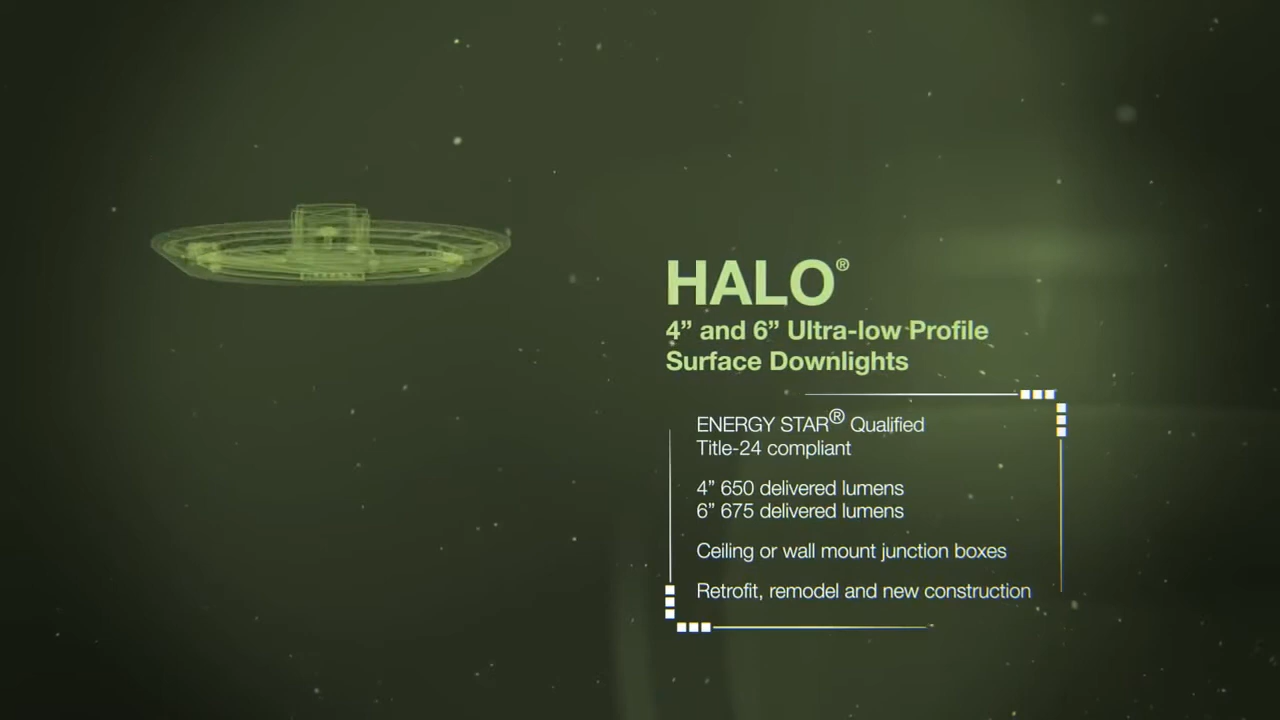 HALO®
4” and 6” Ultra-low Profile
Surface Downlights
ENERGY STAR® Qualified
Title-24 compliant
4” 650 delivered lumens
6” 675 delivered lumens
Ceiling or wall mount junction boxes
Retrofit, remodel and new construction